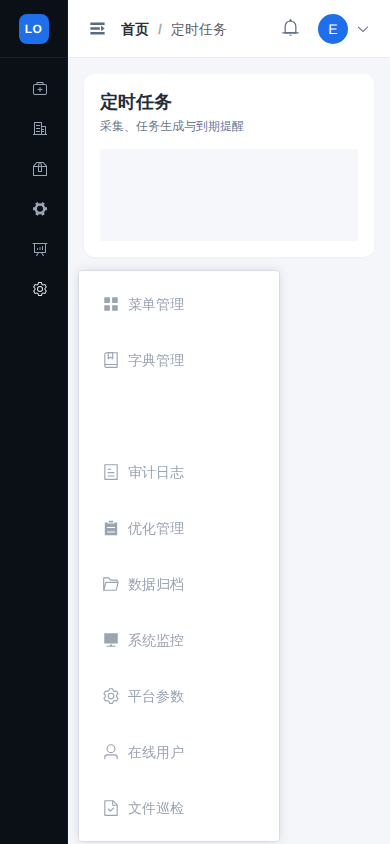 LO
首页 / 定时任务
E
定时任务
采集、任务生成与到期提醒
菜单管理
字典管理
审计日志
优化管理
数据归档
系统监控
平台参数
在线用户
文件巡检